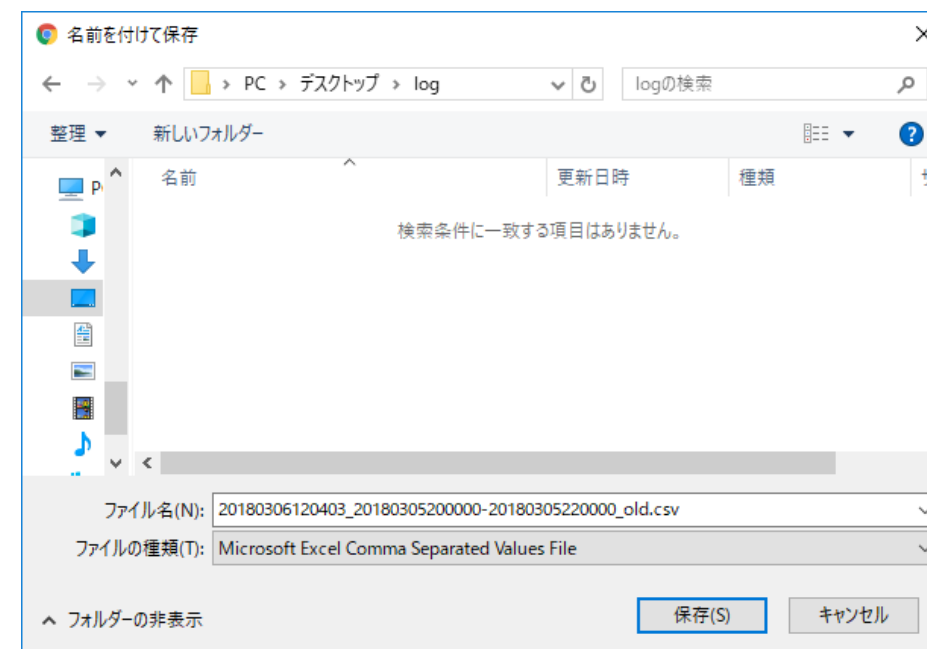 名前を付けて保存
PC > デスクトップ > log
logの検索
整理 新しいフォルダー
名前 更新日時 種類
検索条件に一致する項目はありません。
ファイル名(N): 20180306120403_20180305200000-20180305220000_old.csv
ファイルの種類(T): Microsoft Excel Comma Separated Values File
フォルダーの非表示
保存(S) キャンセル